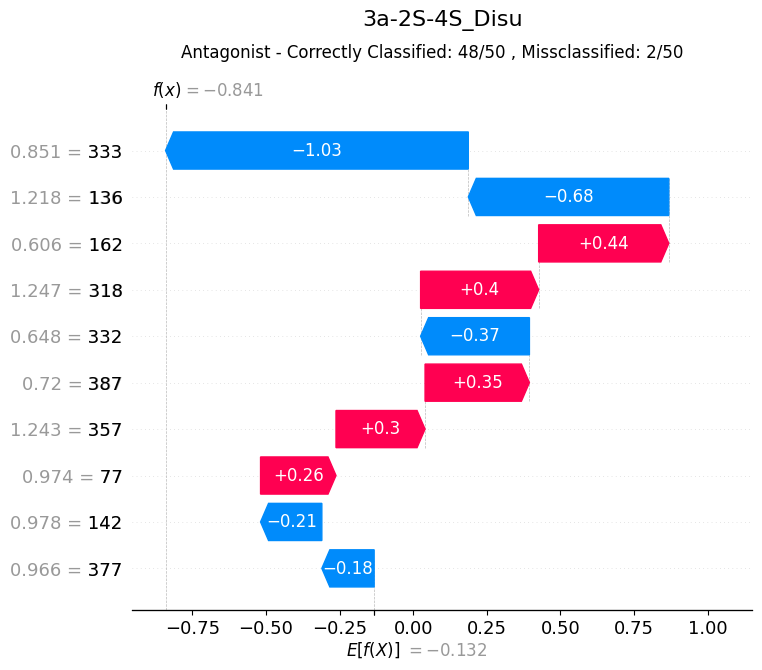 3a-2S-4S_Disu
Antagonist - Correctly Classified: 48/50 , Missclassified: 2/50
f(x) = −0.841
0.851 = 333
−1.03
1.218 = 136
−0.68
0.606 = 162
+0.44
1.247 = 318
+0.4
0.648 = 332
−0.37
0.72 = 387
+0.35
1.243 = 357
+0.3
0.974 = 77
+0.26
0.978 = 142
−0.21
0.966 = 377
−0.18
−0.75 −0.50 −0.25 0.00 0.25 0.50 0.75 1.00
E[f(X)] = −0.132